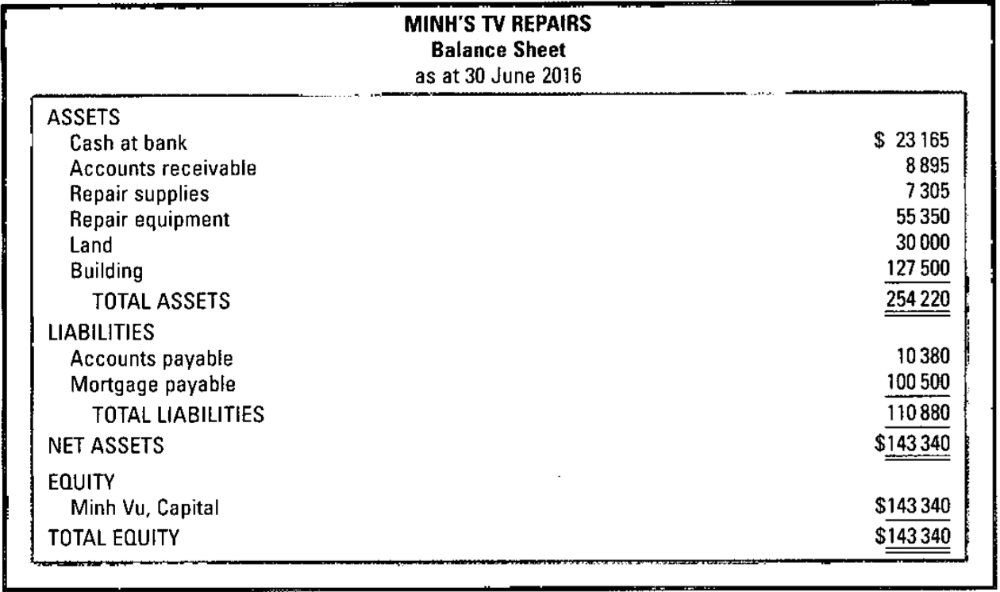 MINH'S TV REPAIRS
Balance Sheet
as at 30 June 2016
ASSETS
Cash at bank $ 23 165
Accounts receivable 8 895
Repair supplies 7 305
Repair equipment 55 350
Land 30 000
Building 127 500
TOTAL ASSETS 254 220
LIABILITIES
Accounts payable 10 380
Mortgage payable 100 500
TOTAL LIABILITIES 110 880
NET ASSETS $143 340
EQUITY
Minh Vu, Capital $143 340
TOTAL EQUITY $143 340